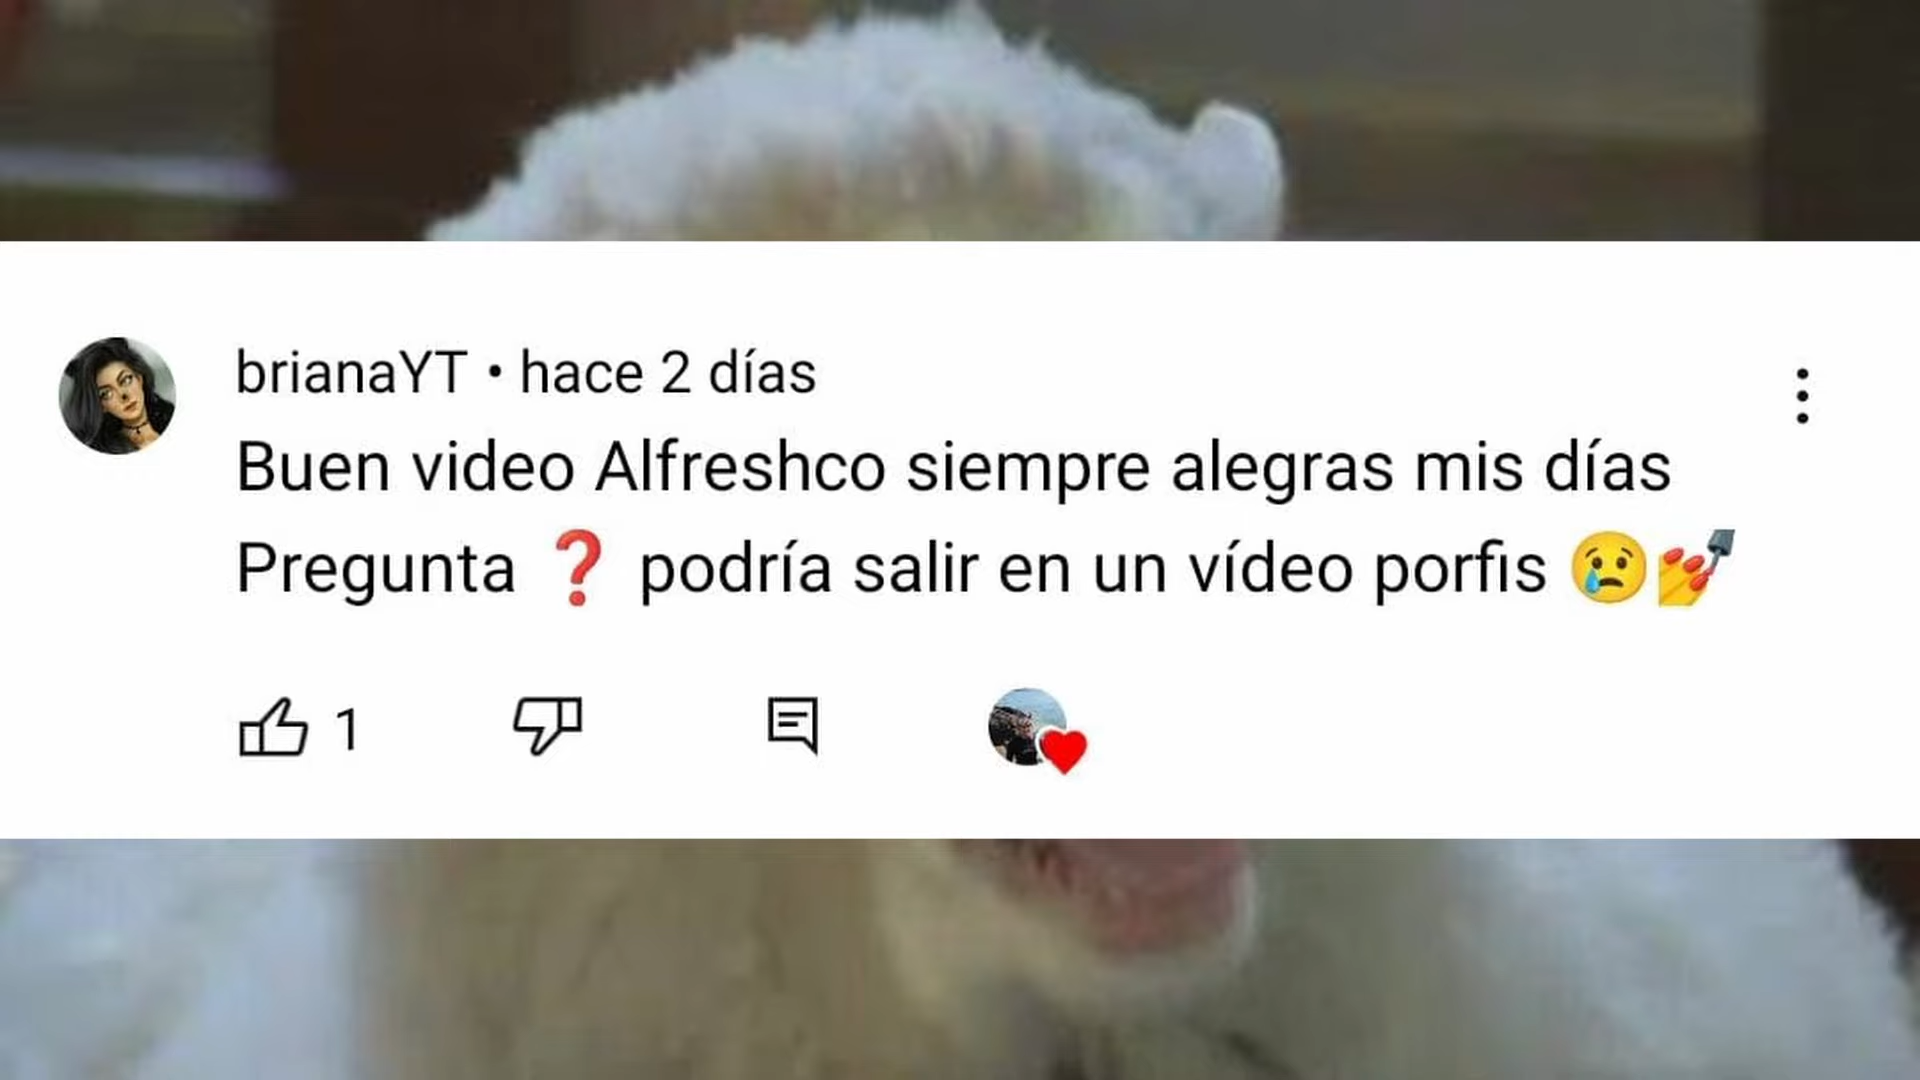 brianaYT • hace 2 días
Buen video Alfreshco siempre alegras mis días
Pregunta ❓ podría salir en un vídeo porfis 😢💅
1